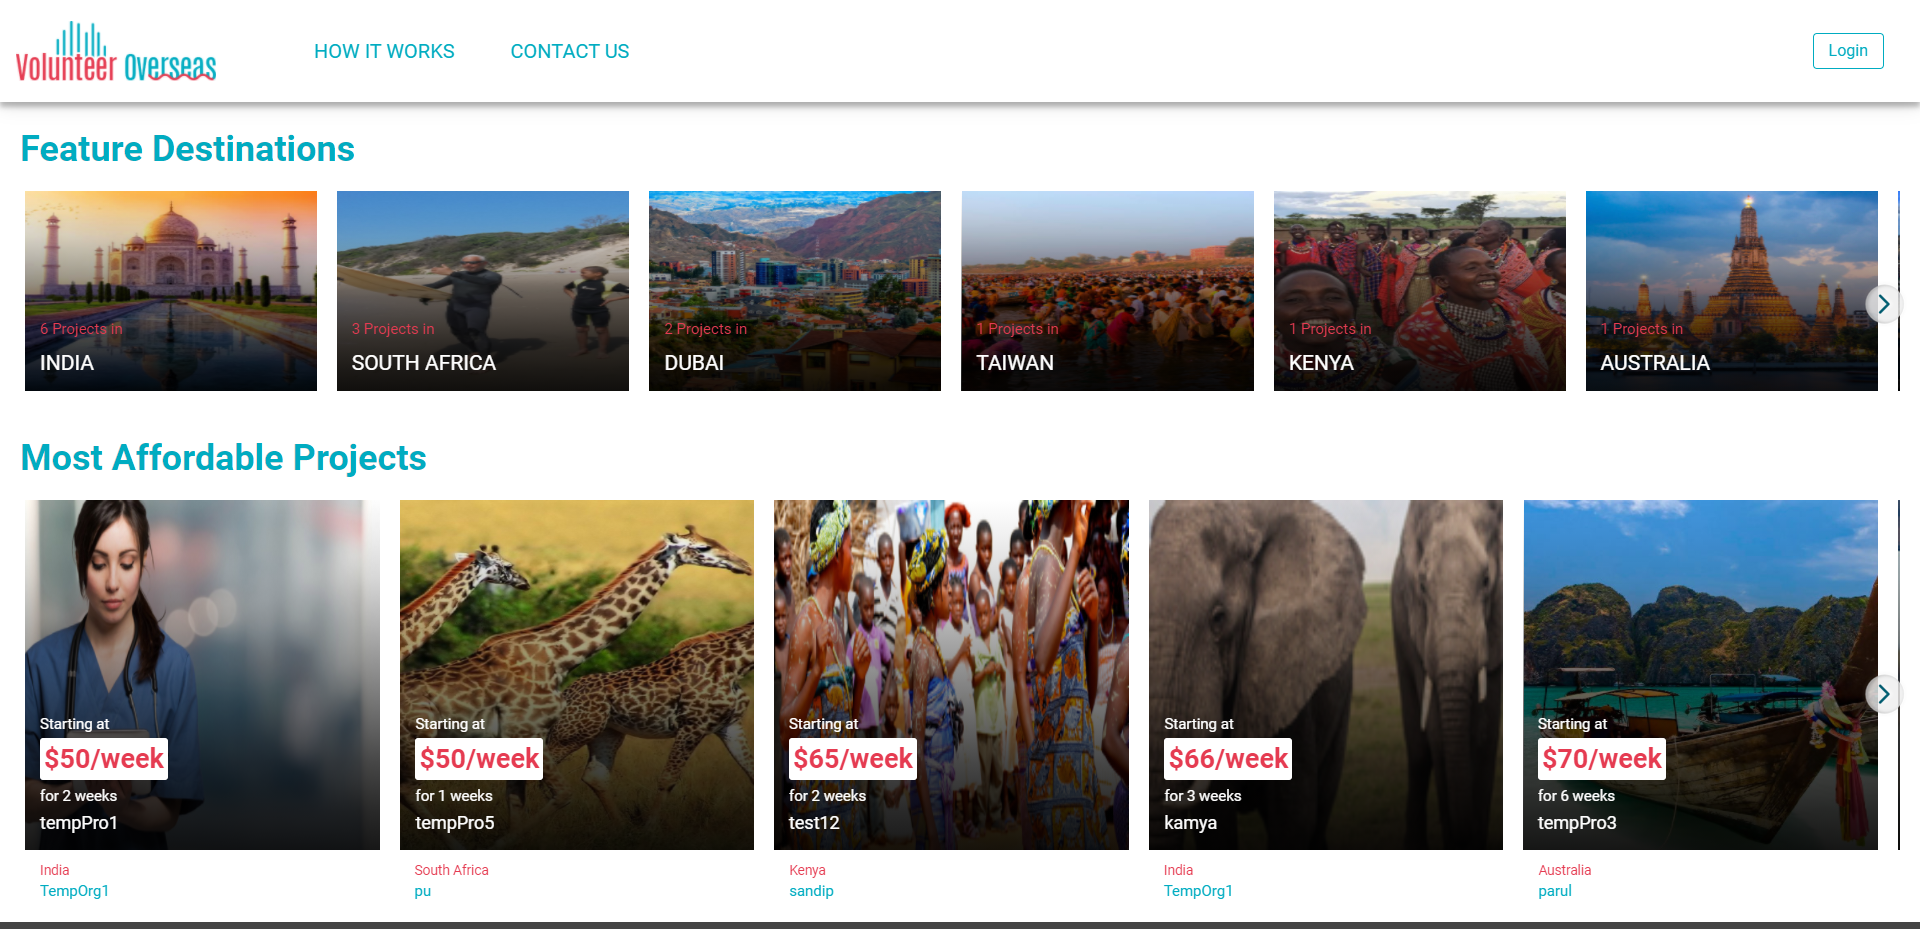 Volunteer Overseas
HOW IT WORKS
CONTACT US
Login
Feature Destinations
6 Projects in
INDIA
3 Projects in
SOUTH AFRICA
2 Projects in
DUBAI
1 Projects in
TAIWAN
1 Projects in
KENYA
1 Projects in
AUSTRALIA
Most Affordable Projects
Starting at
$50/week
for 2 weeks
tempPro1
India
TempOrg1
Starting at
$50/week
for 1 weeks
tempPro5
South Africa
pu
Starting at
$65/week
for 2 weeks
test12
Kenya
sandip
Starting at
$66/week
for 3 weeks
kamya
India
TempOrg1
Starting at
$70/week
for 6 weeks
tempPro3
Australia
parul